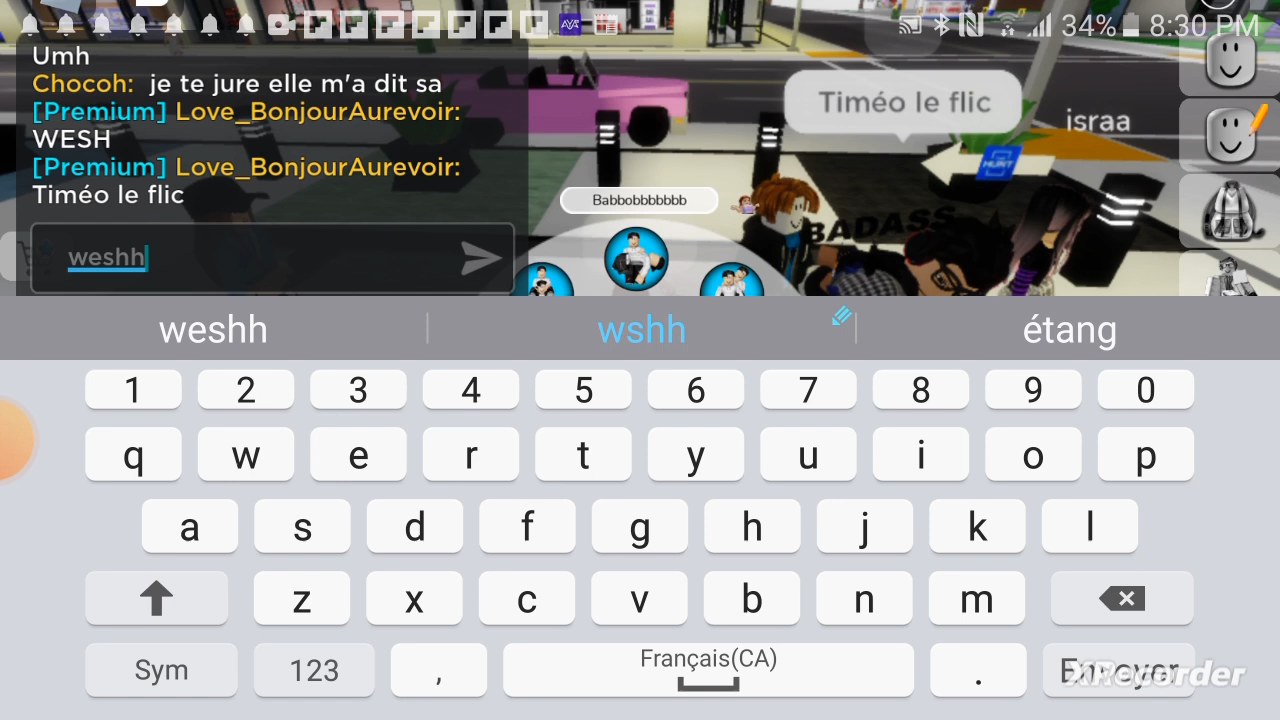 34% 8:30 PM
Umh
Chocoh: je te jure elle m'a dit sa
[Premium] Love_BonjourAurevoir:
WESH
[Premium] Love_BonjourAurevoir:
Timéo le flic
weshh
Timéo le flic
israa
HUNT
Babbobbbbbbb
BADASS
weshh wshh étang
1 2 3 4 5 6 7 8 9 0
q w e r t y u i o p
a s d f g h j k l
z x c v b n m
Sym 123 , Français(CA) . Envoyer
XRecorder